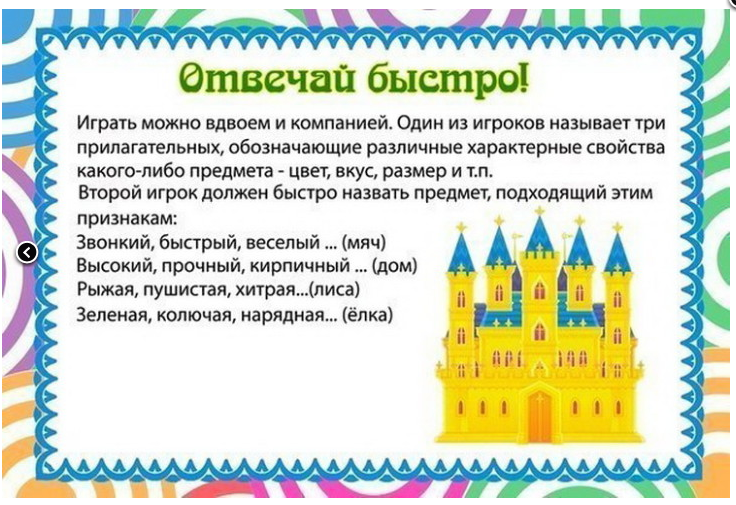 Отвечай быстро!
Играть можно вдвоем и компанией. Один из игроков называет три
прилагательных, обозначающие различные характерные свойства
какого-либо предмета - цвет, вкус, размер и т.п.
Второй игрок должен быстро назвать предмет, подходящий этим
признакам:
Звонкий, быстрый, веселый ... (мяч)
Высокий, прочный, кирпичный ... (дом)
Рыжая, пушистая, хитрая...(лиса)
Зеленая, колючая, нарядная... (ёлка)